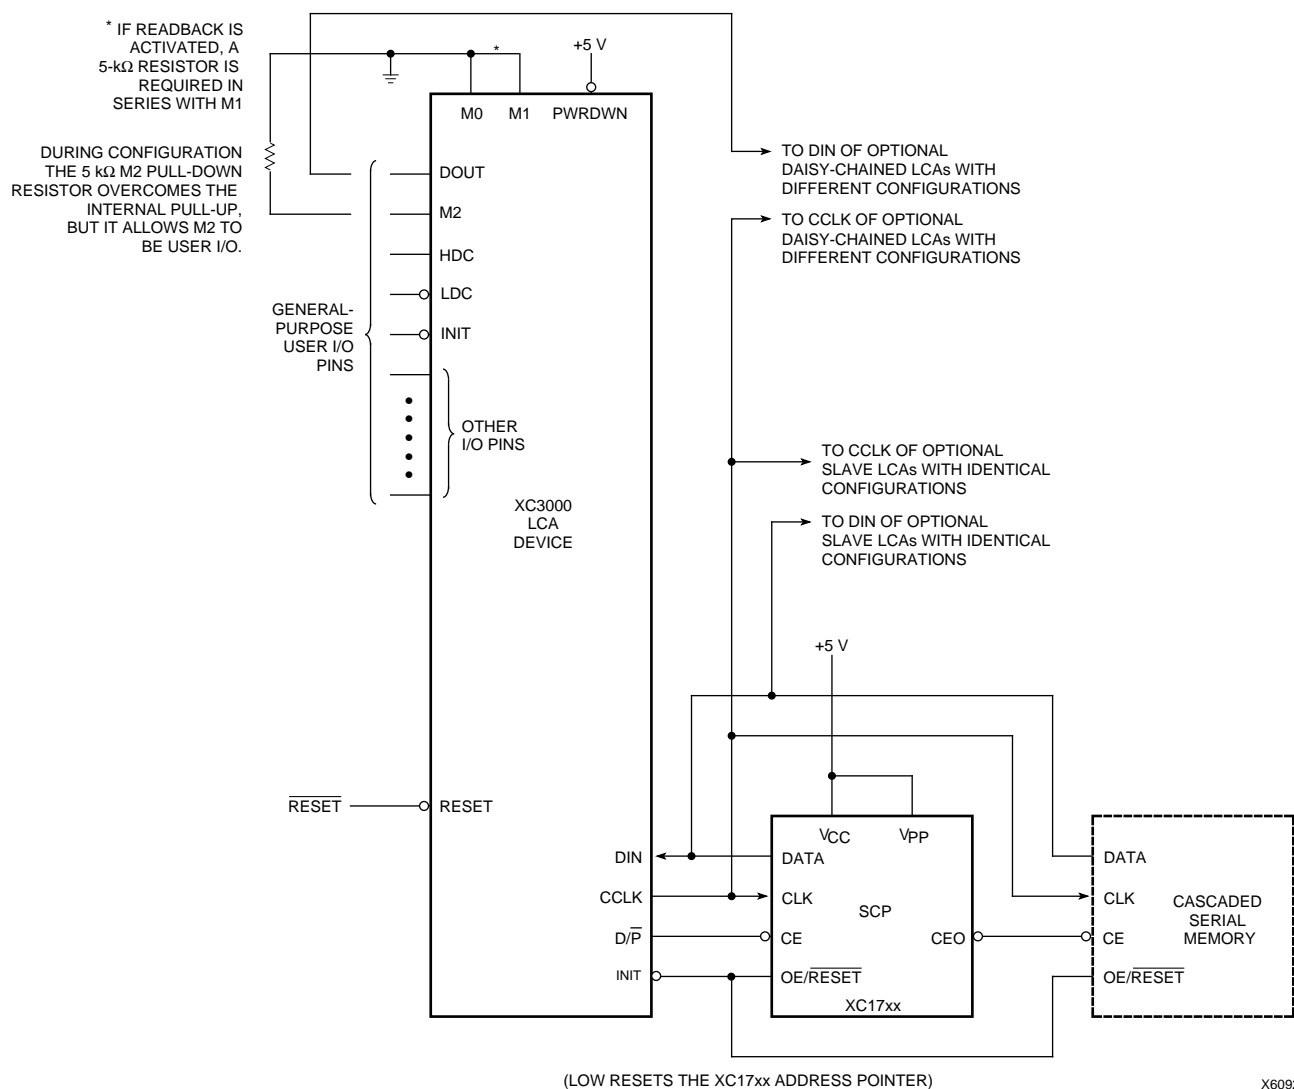 * IF READBACK IS
ACTIVATED, A
5-kΩ RESISTOR IS
REQUIRED IN
SERIES WITH M1
*
+5 V
M0
M1
PWRDWN
DURING CONFIGURATION
THE 5 kΩ M2 PULL-DOWN
RESISTOR OVERCOMES THE
INTERNAL PULL-UP,
BUT IT ALLOWS M2 TO
BE USER I/O.
DOUT
M2
HDC
LDC
INIT
GENERAL-
PURPOSE
USER I/O
PINS
OTHER
I/O PINS
XC3000
LCA
DEVICE
TO DIN OF OPTIONAL
DAISY-CHAINED LCAs WITH
DIFFERENT CONFIGURATIONS
TO CCLK OF OPTIONAL
DAISY-CHAINED LCAs WITH
DIFFERENT CONFIGURATIONS
TO CCLK OF OPTIONAL
SLAVE LCAs WITH IDENTICAL
CONFIGURATIONS
TO DIN OF OPTIONAL
SLAVE LCAs WITH IDENTICAL
CONFIGURATIONS
+5 V
RESET
RESET
DIN
CCLK
D/P
INIT
VCC
VPP
DATA
CLK
SCP
CE
CEO
OE/RESET
XC17xx
DATA
CLK
CE
OE/RESET
CASCADED
SERIAL
MEMORY
(LOW RESETS THE XC17xx ADDRESS POINTER)